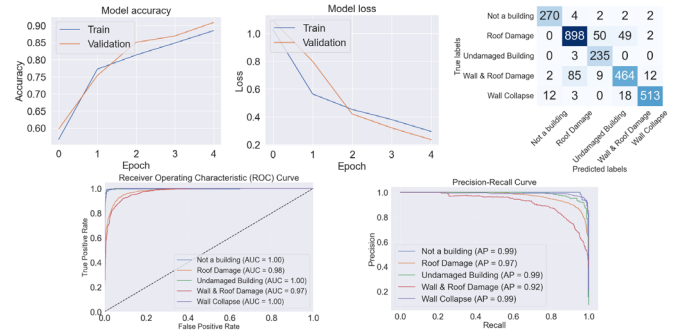 Model accuracy
0.90
0.85
0.80
0.75
0.70
0.65
0.60
Accuracy
Train
Validation
0 1 2 3 4
Epoch
Model loss
1.0
0.8
0.6
0.4
0.2
Loss
Train
Validation
0 1 2 3 4
Epoch
True labels
Not a building 270 4 2 2 2
Roof Damage 0 898 50 49 2
Undamaged Building 0 3 235 0 0
Wall & Roof Damage 2 85 9 464 12
Wall Collapse 12 3 0 18 513
Not a building
Roof Damage
Undamaged Building
Wall & Roof Damage
Wall Collapse
Predicted labels
Receiver Operating Characteristic (ROC) Curve
1.0
0.8
0.6
0.4
0.2
0.0
True Positive Rate
Not a building (AUC = 1.00)
Roof Damage (AUC = 0.98)
Undamaged Building (AUC = 1.00)
Wall & Roof Damage (AUC = 0.97)
Wall Collapse (AUC = 1.00)
0.0 0.2 0.4 0.6 0.8 1.0
False Positive Rate
Precision-Recall Curve
1.0
0.8
0.6
0.4
0.2
Precision
Not a building (AP = 0.99)
Roof Damage (AP = 0.97)
Undamaged Building (AP = 0.99)
Wall & Roof Damage (AP = 0.92)
Wall Collapse (AP = 0.99)
0.0 0.2 0.4 0.6 0.8 1.0
Recall